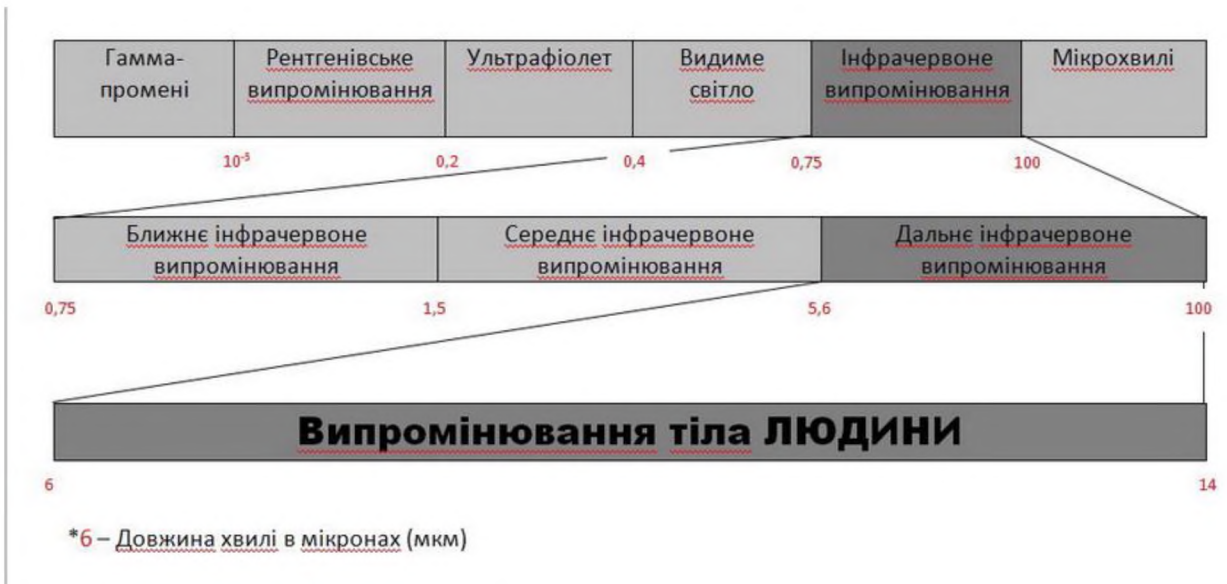 Гамма-
промені
Рентгенівське
випромінювання
Ультрафіолет
Видиме
світло
Інфрачервоне
випромінювання
Мікрохвилі
10⁻³
0,2
0,4
0,75
100
Ближнє інфрачервоне
випромінювання
Середнє інфрачервоне
випромінювання
Дальнє інфрачервоне
випромінювання
0,75
1,5
5,6
100
Випромінювання тіла ЛЮДИНИ
6
14
*6 – Довжина хвилі в мікронах (мкм)